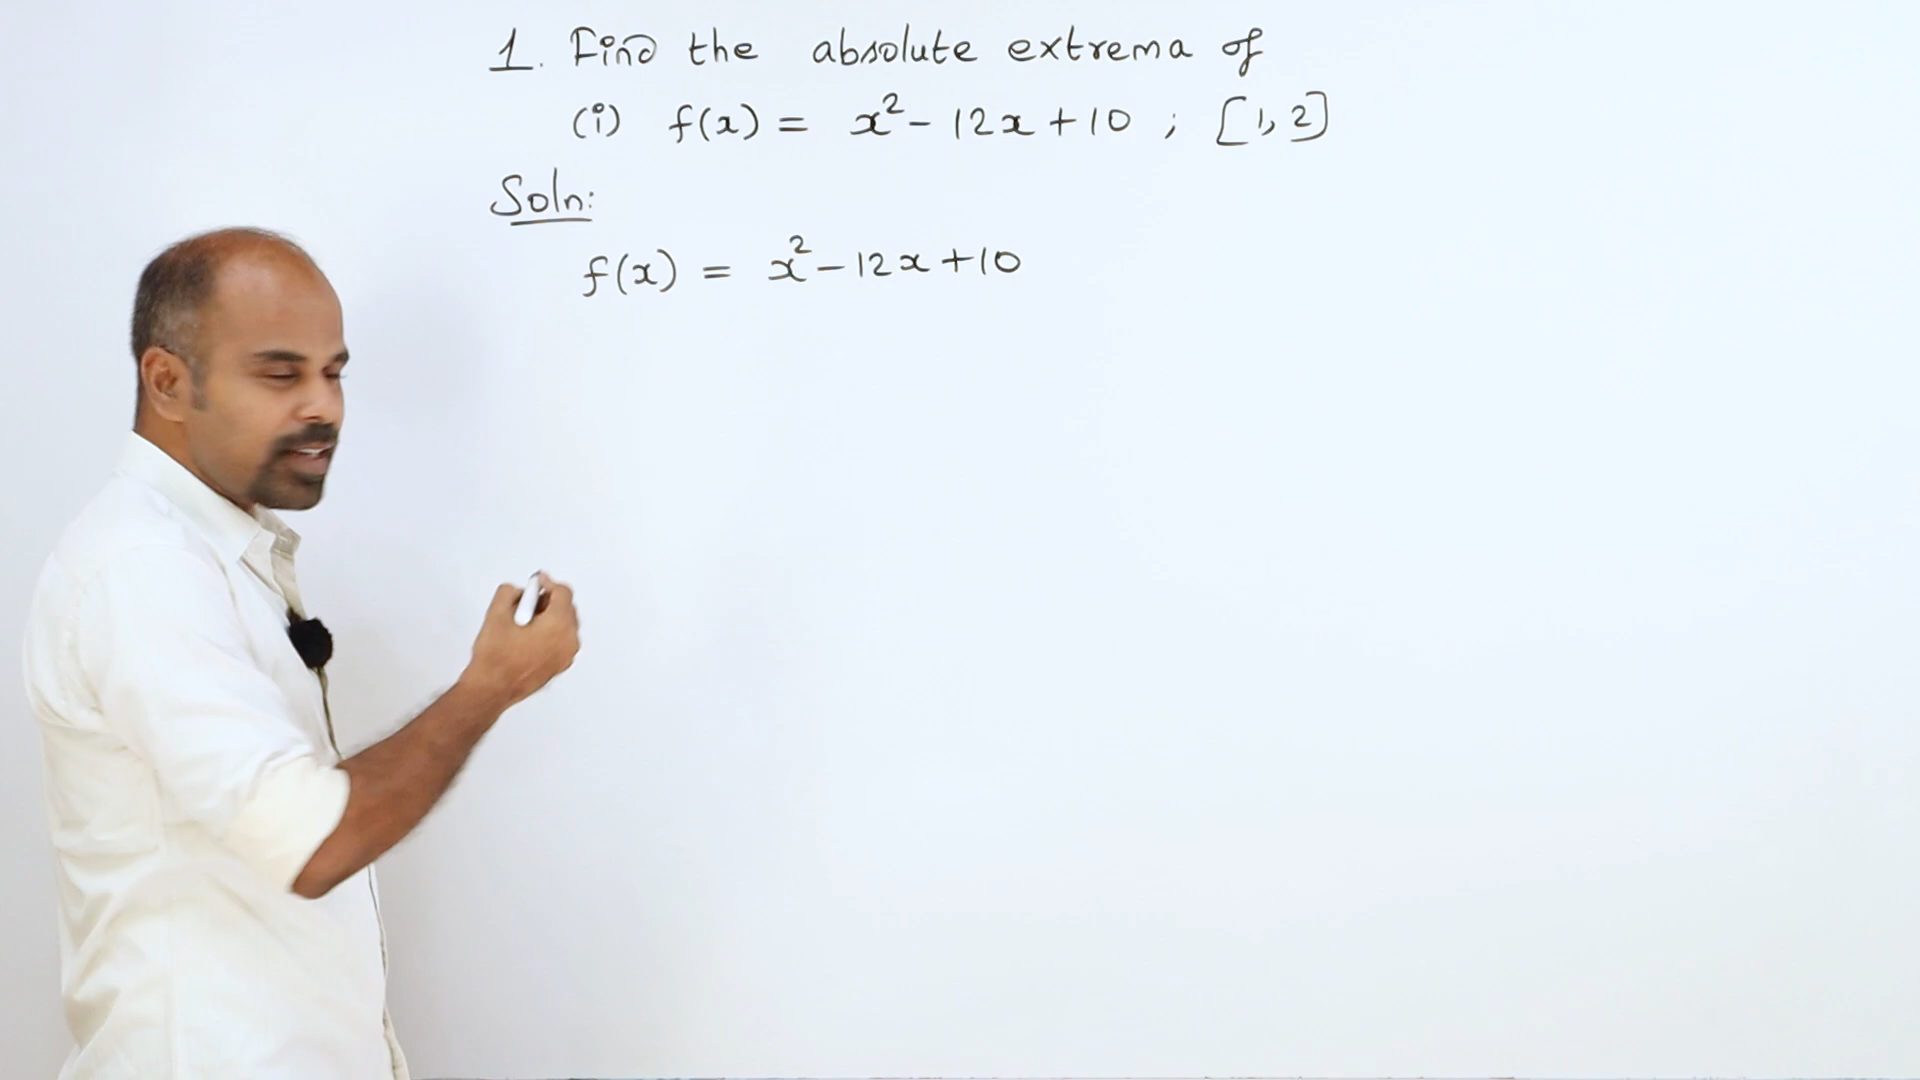 1. Find the absolute extrema of
(i) f(x) = x² - 12x + 10 ; [1, 2]
Soln:
f(x) = x² - 12x + 10